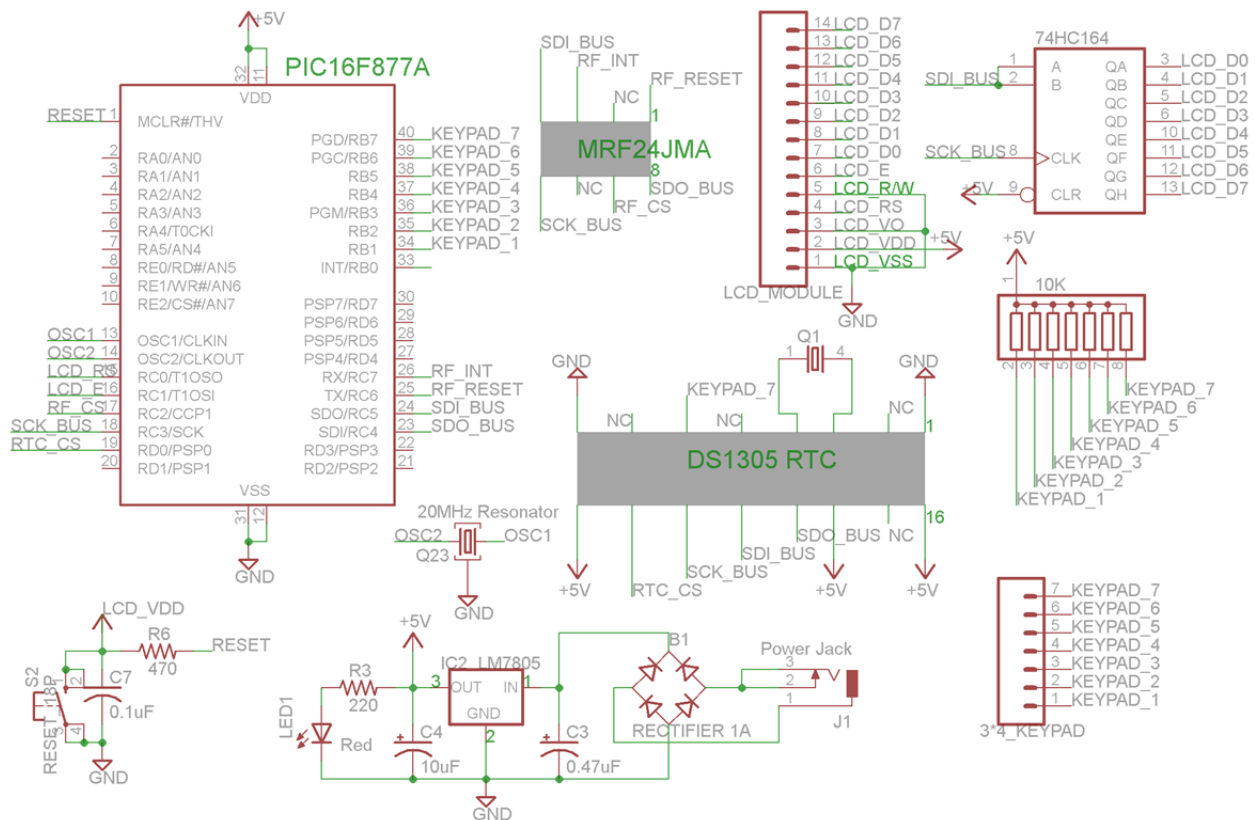 +5V
PIC16F877A
32 11
VDD
RESET 1 MCLR#/THV
2 RA0/AN0
3 RA1/AN1
4 RA2/AN2
5 RA3/AN3
6 RA4/T0CKI
7 RA5/AN4
8 RE0/RD#/AN5
9 RE1/WR#/AN6
10 RE2/CS#/AN7
OSC1 13 OSC1/CLKIN
OSC2 14 OSC2/CLKOUT
LCD_RS 15 RC0/T1OSO
LCD_E 16 RC1/T1OSI
RF_CS 17 RC2/CCP1
SCK_BUS 18 RC3/SCK
RTC_CS 19 RD0/PSP0
20 RD1/PSP1
PGD/RB7 40 KEYPAD_7
PGC/RB6 39 KEYPAD_6
RB5 38 KEYPAD_5
RB4 37 KEYPAD_4
PGM/RB3 36 KEYPAD_3
RB2 35 KEYPAD_2
RB1 34 KEYPAD_1
INT/RB0 33
PSP7/RD7 30
PSP6/RD6 29
PSP5/RD5 28
PSP4/RD4 27
RX/RC7 26 RF_INT
TX/RC6 25 RF_RESET
SDO/RC5 24 SDI_BUS
SDI/RC4 23 SDO_BUS
RD3/PSP3 22
RD2/PSP2 21
VSS
31 12
GND
SDI_BUS
RF_INT
RF_RESET
NC
1
MRF24JMA
8
NC
SDO_BUS
RF_CS
SCK_BUS
14 LCD_D7
13 LCD_D6
12 LCD_D5
11 LCD_D4
10 LCD_D3
9 LCD_D2
8 LCD_D1
7 LCD_D0
6 LCD_E
5 LCD_R/W
4 LCD_RS
3 LCD_VO
2 LCD_VDD
1 LCD_VSS
+5V
LCD_MODULE
GND
74HC164
1 A QA 3 LCD_D0
SDI_BUS 2 B QB 4 LCD_D1
QC 5 LCD_D2
QD 6 LCD_D3
QE 10 LCD_D4
SCK_BUS 8 CLK QF 11 LCD_D5
QG 12 LCD_D6
+5V 9 CLR QH 13 LCD_D7
+5V
1
10K
2 3 4 5 6 7 8
KEYPAD_7
KEYPAD_6
KEYPAD_5
KEYPAD_4
KEYPAD_3
KEYPAD_2
KEYPAD_1
Q1
1 4
GND
GND
KEYPAD_7
NC
NC
NC
1
DS1305 RTC
16
SDO_BUS
NC
SDI_BUS
SCK_BUS
RTC_CS
+5V
+5V
+5V
20MHz Resonator
OSC2
OSC1
Q23
GND
LCD_VDD
R6
RESET
470
S2
RESET_18P
1 2
3 4
C7
0.1uF
GND
+5V
R3
220
LED1
Red
IC2 LM7805
3 OUT IN 1
GND
2
C4
10uF
C3
0.47uF
GND
B1
RECTIFIER 1A
Power Jack
3
2
1
J1
7 KEYPAD_7
6 KEYPAD_6
5 KEYPAD_5
4 KEYPAD_4
3 KEYPAD_3
2 KEYPAD_2
1 KEYPAD_1
3*4_KEYPAD